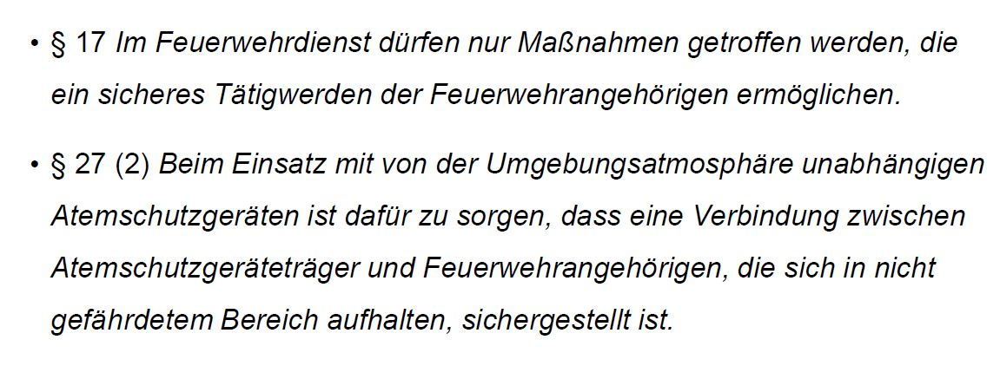 • § 17 Im Feuerwehrdienst dürfen nur Maßnahmen getroffen werden, die
ein sicheres Tätigwerden der Feuerwehrangehörigen ermöglichen.
• § 27 (2) Beim Einsatz mit von der Umgebungsatmosphäre unabhängigen
Atemschutzgeräten ist dafür zu sorgen, dass eine Verbindung zwischen
Atemschutzgeräteträger und Feuerwehrangehörigen, die sich in nicht
gefährdetem Bereich aufhalten, sichergestellt ist.